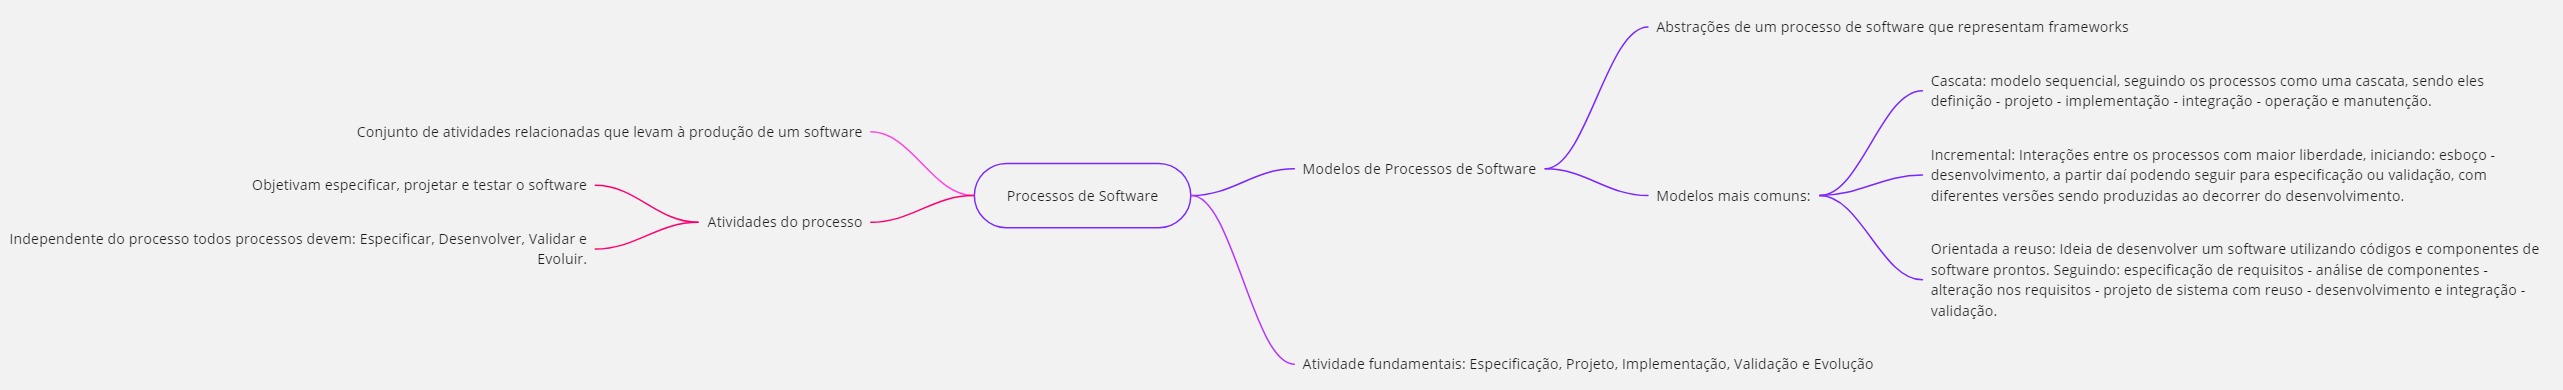 Processos de Software
Conjunto de atividades relacionadas que levam à produção de um software
Atividades do processo
Objetivam especificar, projetar e testar o software
Independente do processo todos processos devem: Especificar, Desenvolver, Validar e
Evoluir.
Modelos de Processos de Software
Abstrações de um processo de software que representam frameworks
Modelos mais comuns:
Cascata: modelo sequencial, seguindo os processos como uma cascata, sendo eles
definição - projeto - implementação - integração - operação e manutenção.
Incremental: Interações entre os processos com maior liberdade, iniciando: esboço -
desenvolvimento, a partir daí podendo seguir para especificação ou validação, com
diferentes versões sendo produzidas ao decorrer do desenvolvimento.
Orientada a reuso: Ideia de desenvolver um software utilizando códigos e componentes de
software prontos. Seguindo: especificação de requisitos - análise de componentes -
alteração nos requisitos - projeto de sistema com reuso - desenvolvimento e integração -
validação.
Atividade fundamentais: Especificação, Projeto, Implementação, Validação e Evolução